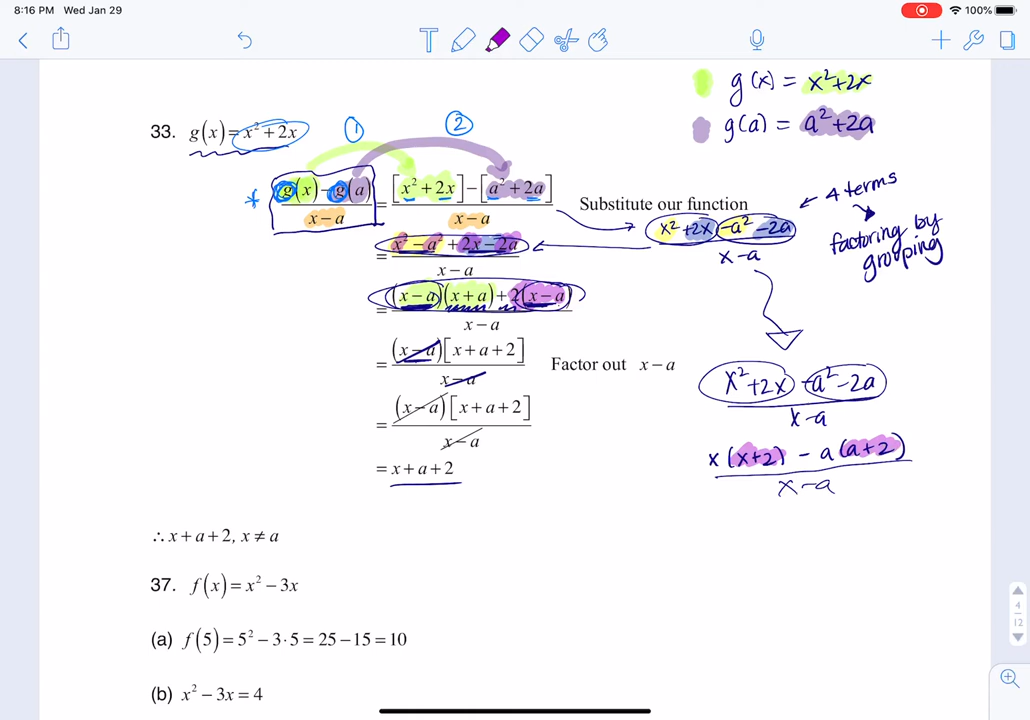 8:16 PM Wed Jan 29
100%
g(x) = x²+2x
g(a) = a²+2a
33. g(x) = x² + 2x
① ②
* g(x) − g(a) / x − a = [x² + 2x] − [a² + 2a] / x − a
Substitute our function
x² +2x −a² −2a / x−a
← 4 terms
factoring by
grouping
= x² − a² + 2x − 2a / x − a
= (x − a)(x + a) + 2(x − a) / x − a
= (x − a)[x + a + 2] / x − a Factor out x − a
x²+2x −a²−2a / x−a
= (x − a)[x + a + 2] / x − a
x(x+2) − a(a+2) / x−a
= x + a + 2
∴ x + a + 2, x ≠ a
37. f(x) = x² − 3x
(a) f(5) = 5² − 3·5 = 25 − 15 = 10
(b) x² − 3x = 4
4
12